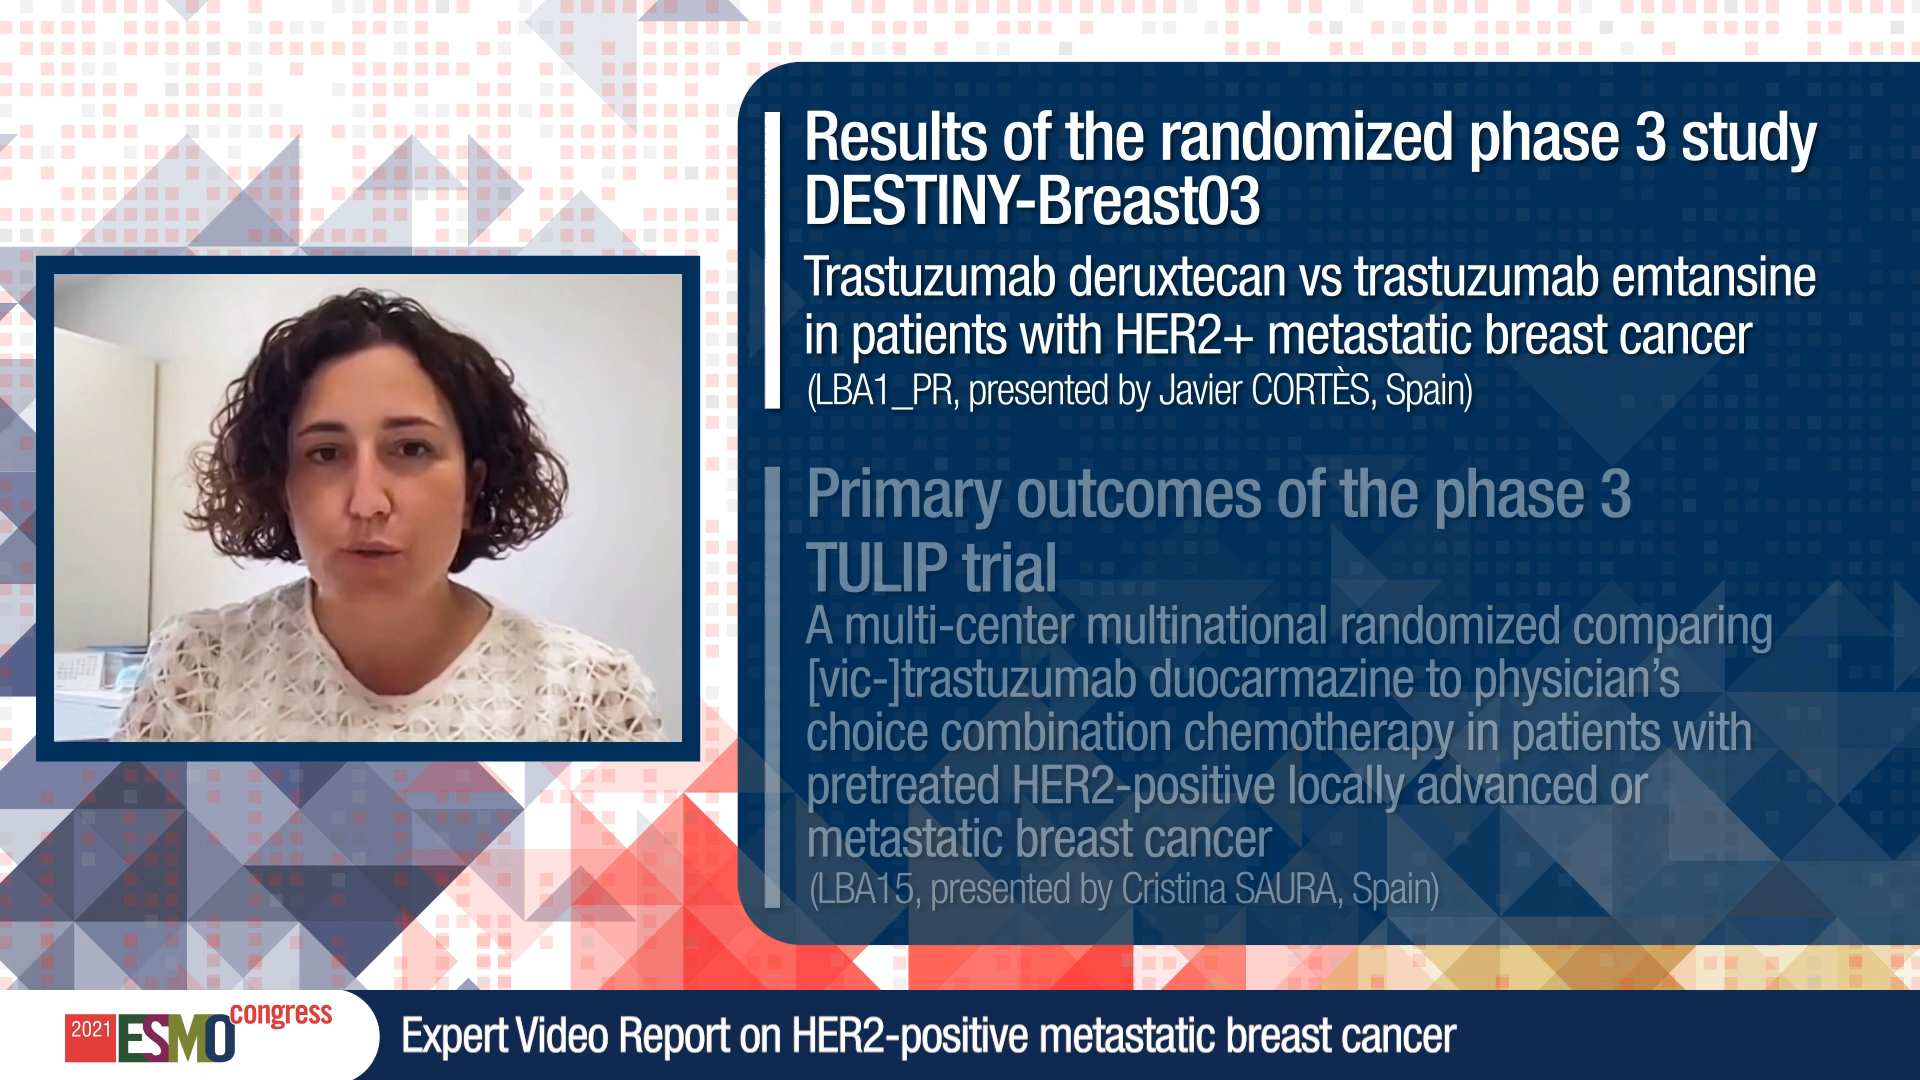 Results of the randomized phase 3 study
DESTINY-Breast03
Trastuzumab deruxtecan vs trastuzumab emtansine
in patients with HER2+ metastatic breast cancer
(LBA1_PR, presented by Javier CORTÈS, Spain)
Primary outcomes of the phase 3
TULIP trial
A multi-center multinational randomized comparing
[vic-]trastuzumab duocarmazine to physician’s
choice combination chemotherapy in patients with
pretreated HER2-positive locally advanced or
metastatic breast cancer
(LBA15, presented by Cristina SAURA, Spain)
2021 ESMO congress
Expert Video Report on HER2-positive metastatic breast cancer